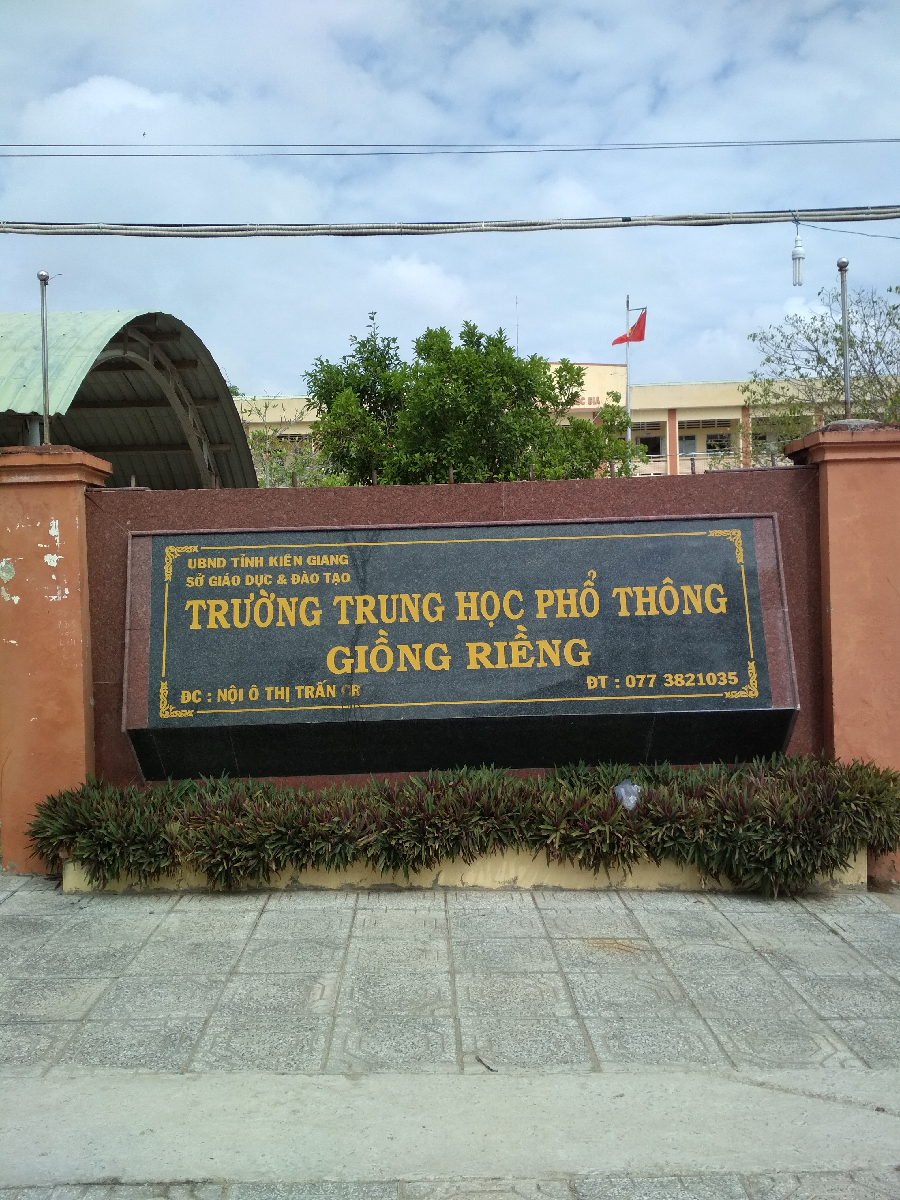 UBND TỈNH KIÊN GIANG
SỞ GIÁO DỤC & ĐÀO TẠO
TRƯỜNG TRUNG HỌC PHỔ THÔNG
GIỒNG RIỀNG
ĐC : NỘI Ô THỊ TRẤN GR
ĐT : 077 3821035